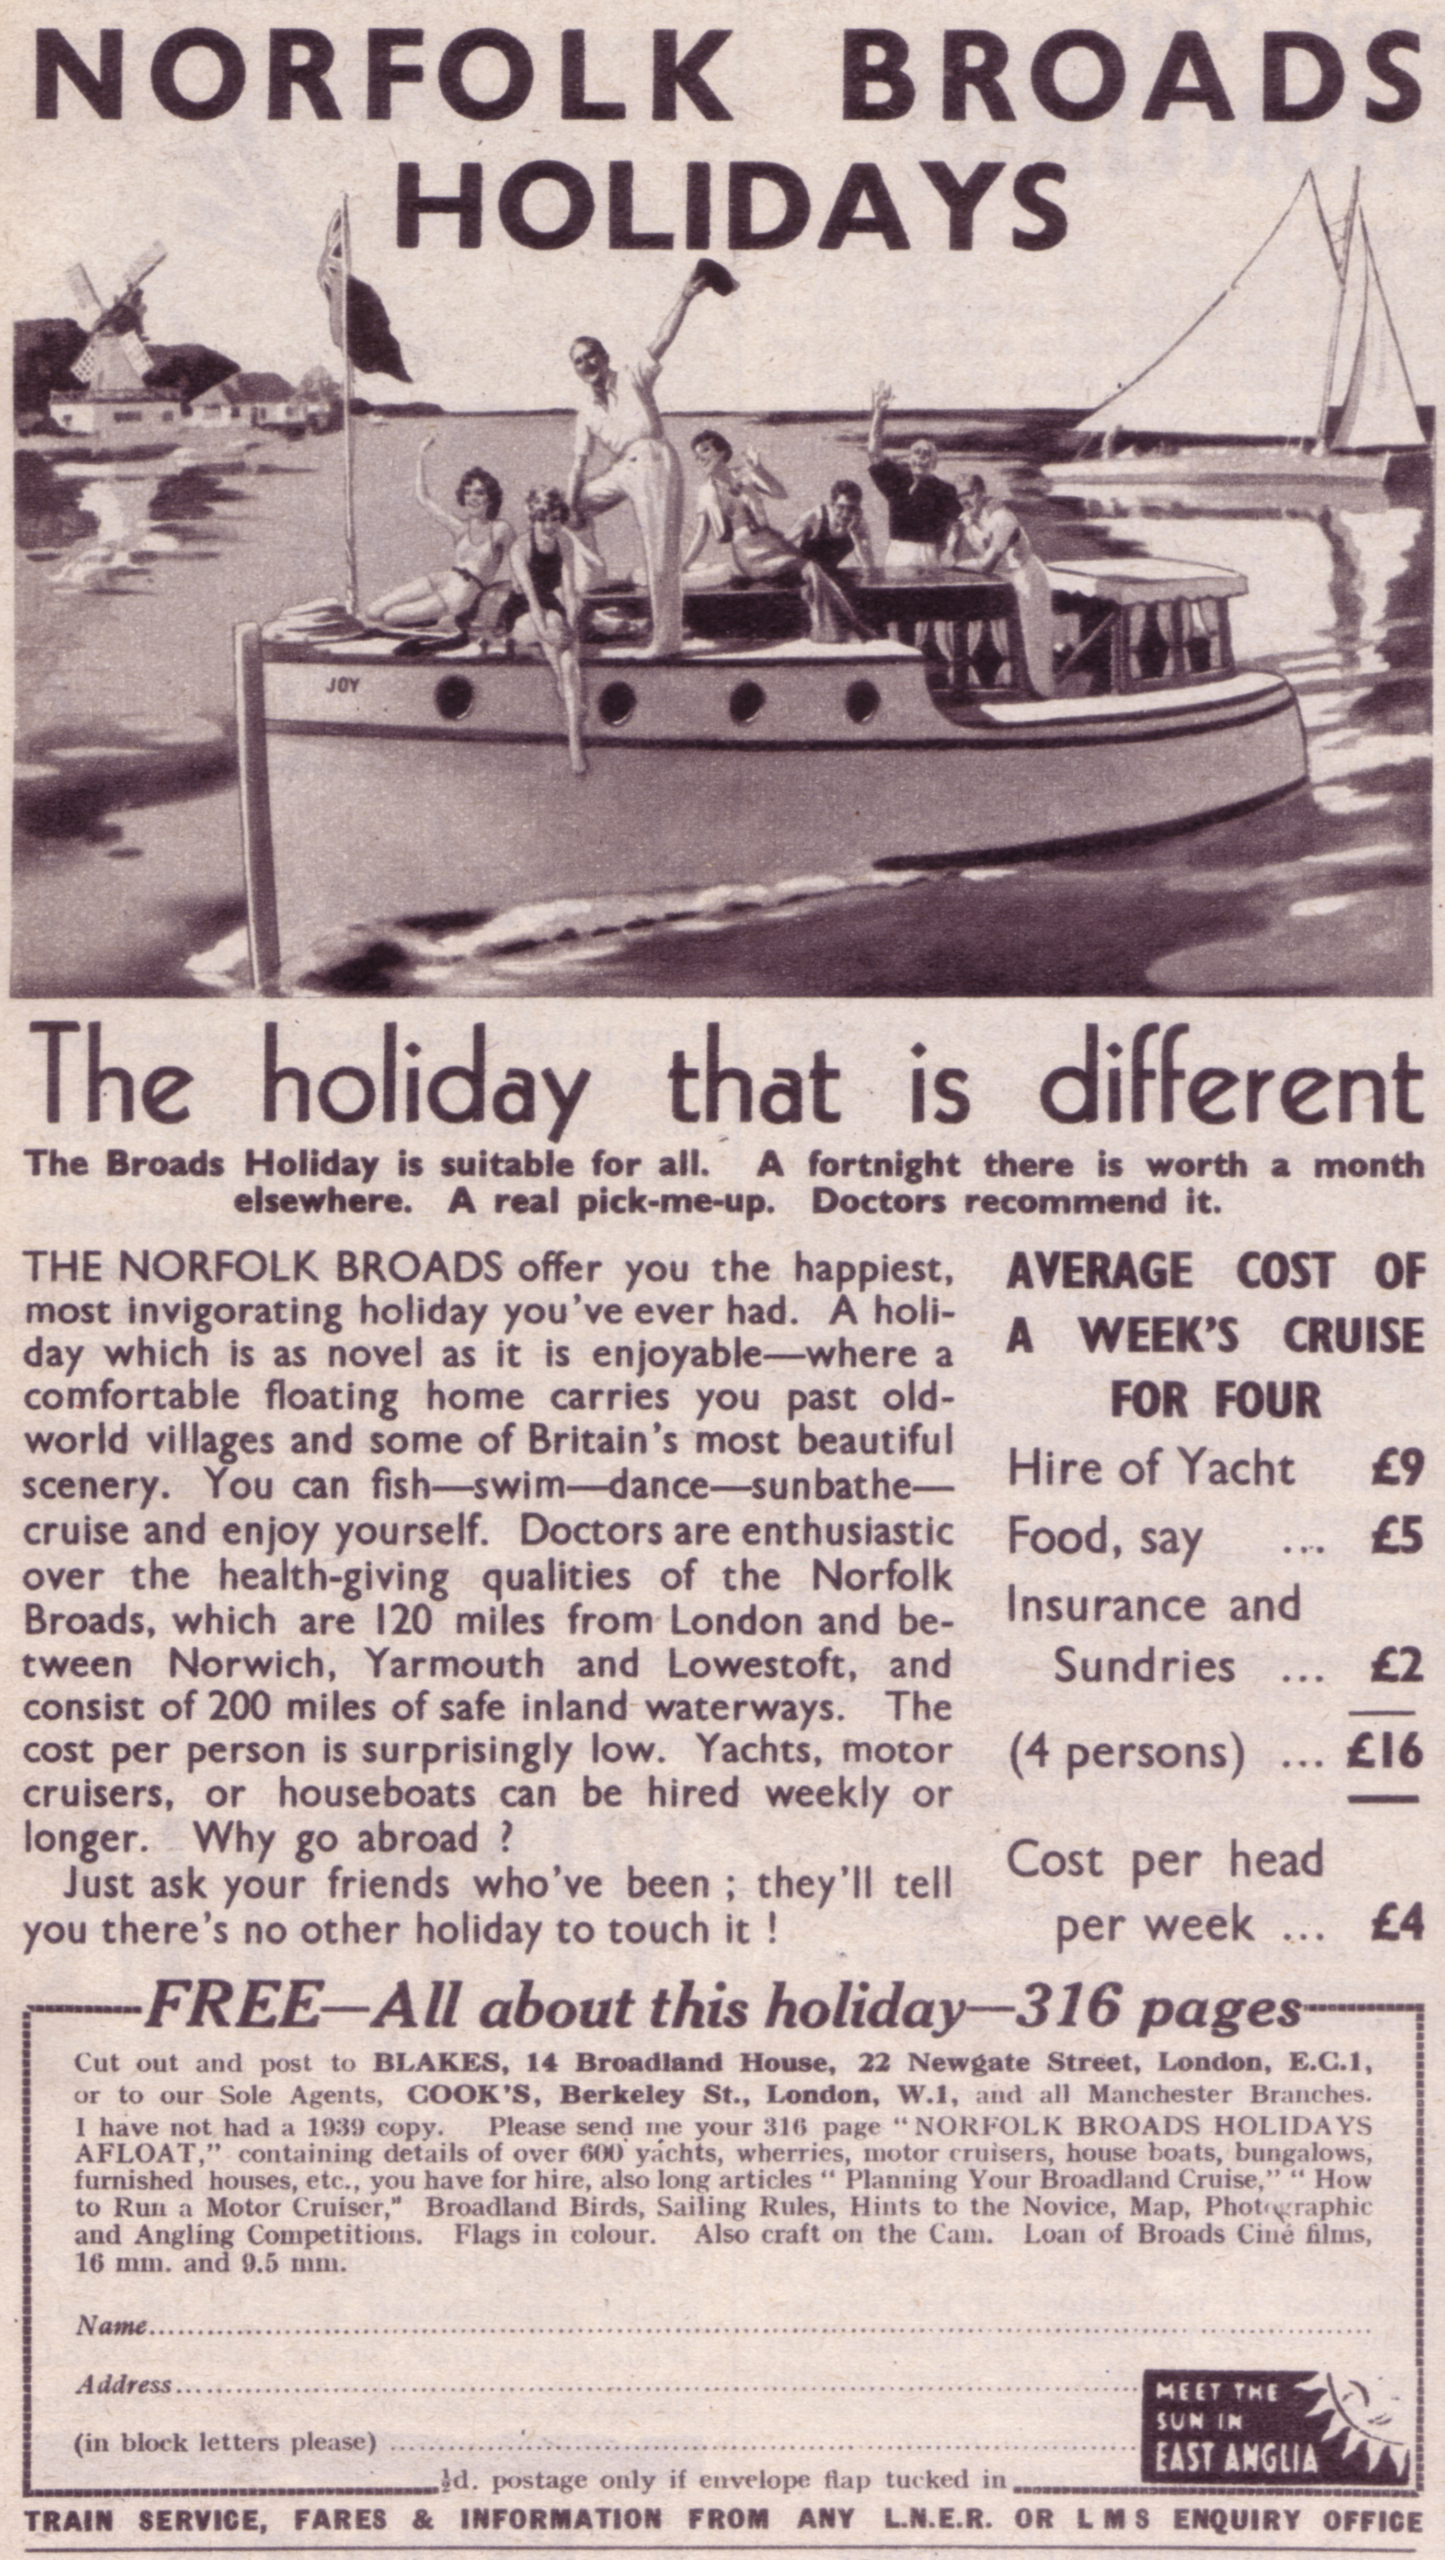 NORFOLK BROADS
HOLIDAYS
JOY
The holiday that is different
The Broads Holiday is suitable for all. A fortnight there is worth a month
elsewhere. A real pick-me-up. Doctors recommend it.
THE NORFOLK BROADS offer you the happiest,
most invigorating holiday you've ever had. A holi-
day which is as novel as it is enjoyable—where a
comfortable floating home carries you past old-
world villages and some of Britain's most beautiful
scenery. You can fish—swim—dance—sunbathe—
cruise and enjoy yourself. Doctors are enthusiastic
over the health-giving qualities of the Norfolk
Broads, which are 120 miles from London and be-
tween Norwich, Yarmouth and Lowestoft, and
consist of 200 miles of safe inland waterways. The
cost per person is surprisingly low. Yachts, motor
cruisers, or houseboats can be hired weekly or
longer. Why go abroad ?
Just ask your friends who've been ; they'll tell
you there's no other holiday to touch it !
AVERAGE COST OF
A WEEK'S CRUISE
FOR FOUR
Hire of Yacht £9
Food, say ... £5
Insurance and
Sundries ... £2
(4 persons) ... £16
Cost per head
per week ... £4
FREE—All about this holiday—316 pages
Cut out and post to BLAKES, 14 Broadland House, 22 Newgate Street, London, E.C.1,
or to our Sole Agents, COOK'S, Berkeley St., London, W.1, and all Manchester Branches.
I have not had a 1939 copy. Please send me your 316 page "NORFOLK BROADS HOLIDAYS
AFLOAT," containing details of over 600 yachts, wherries, motor cruisers, house boats, bungalows,
furnished houses, etc., you have for hire, also long articles " Planning Your Broadland Cruise," " How
to Run a Motor Cruiser," Broadland Birds, Sailing Rules, Hints to the Novice, Map, Photographic
and Angling Competitions. Flags in colour. Also craft on the Cam. Loan of Broads Ciné films,
16 mm. and 9.5 mm.
Name
Address
(in block letters please)
½d. postage only if envelope flap tucked in
MEET THE
SUN IN
EAST ANGLIA
TRAIN SERVICE, FARES & INFORMATION FROM ANY L.N.E.R. OR L M S ENQUIRY OFFICE